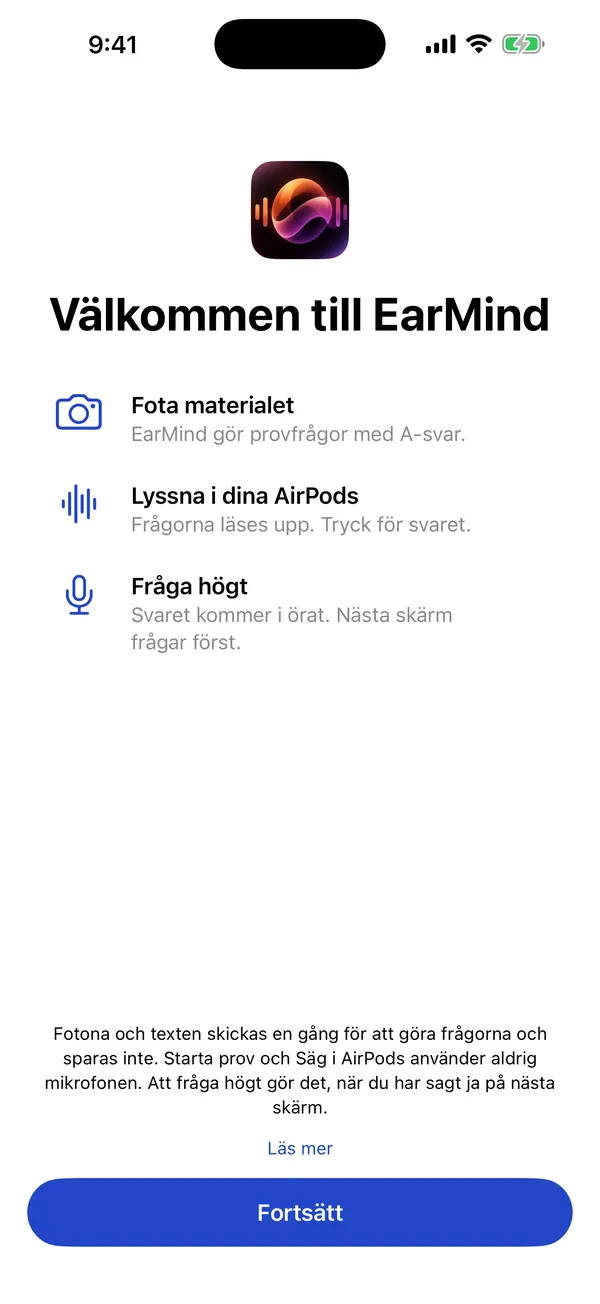 9:41
Välkommen till EarMind
Fota materialet
EarMind gör provfrågor med A-svar.
Lyssna i dina AirPods
Frågorna läses upp. Tryck för svaret.
Fråga högt
Svaret kommer i örat. Nästa skärm
frågar först.
Fotona och texten skickas en gång för att göra frågorna och
sparas inte. Starta prov och Säg i AirPods använder aldrig
mikrofonen. Att fråga högt gör det, när du har sagt ja på nästa
skärm.
Läs mer
Fortsätt